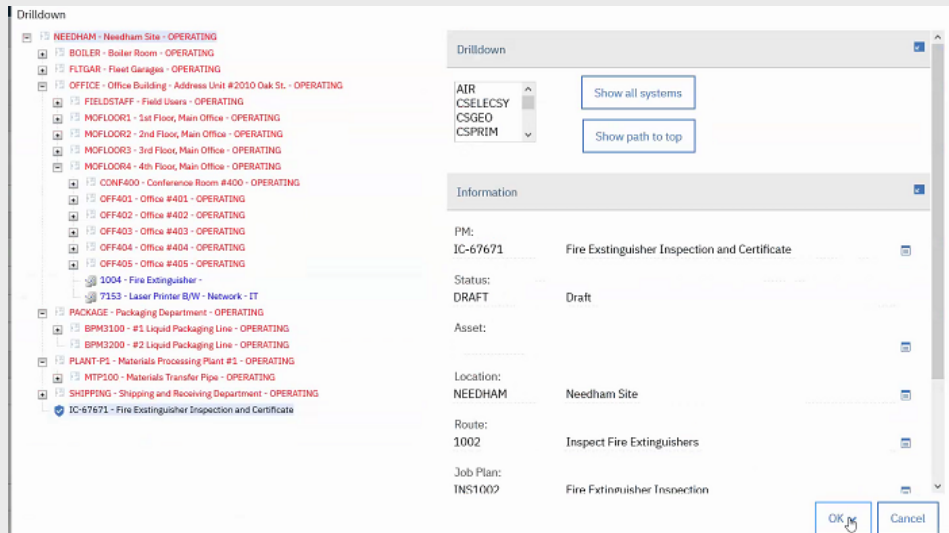 Drilldown
NEEDHAM - Needham Site - OPERATING
BOILER - Boiler Room - OPERATING
FLTGAR - Fleet Garages - OPERATING
OFFICE - Office Building - Address Unit #2010 Oak St. - OPERATING
FIELDSTAFF - Field Users - OPERATING
MOFLOOR1 - 1st Floor, Main Office - OPERATING
MOFLOOR2 - 2nd Floor, Main Office - OPERATING
MOFLOOR3 - 3rd Floor, Main Office - OPERATING
MOFLOOR4 - 4th Floor, Main Office - OPERATING
CONF400 - Conference Room #400 - OPERATING
OFF401 - Office #401 - OPERATING
OFF402 - Office #402 - OPERATING
OFF403 - Office #403 - OPERATING
OFF404 - Office #404 - OPERATING
OFF405 - Office #405 - OPERATING
1004 - Fire Extinguisher -
7153 - Laser Printer B/W - Network - IT
PACKAGE - Packaging Department - OPERATING
BPM3100 - #1 Liquid Packaging Line - OPERATING
BPM3200 - #2 Liquid Packaging Line - OPERATING
PLANT-P1 - Materials Processing Plant #1 - OPERATING
MTP100 - Materials Transfer Pipe - OPERATING
SHIPPING - Shipping and Receiving Department - OPERATING
IC-67671 - Fire Exstinguisher Inspection and Certificate
Drilldown
AIR
CSELECSY
CSGEO
CSPRIM
Show all systems
Show path to top
Information
PM:
IC-67671 Fire Exstinguisher Inspection and Certificate
Status:
DRAFT Draft
Asset:
Location:
NEEDHAM Needham Site
Route:
1002 Inspect Fire Extinguishers
Job Plan:
INS1002 Fire Extinguisher Inspection
OK Cancel